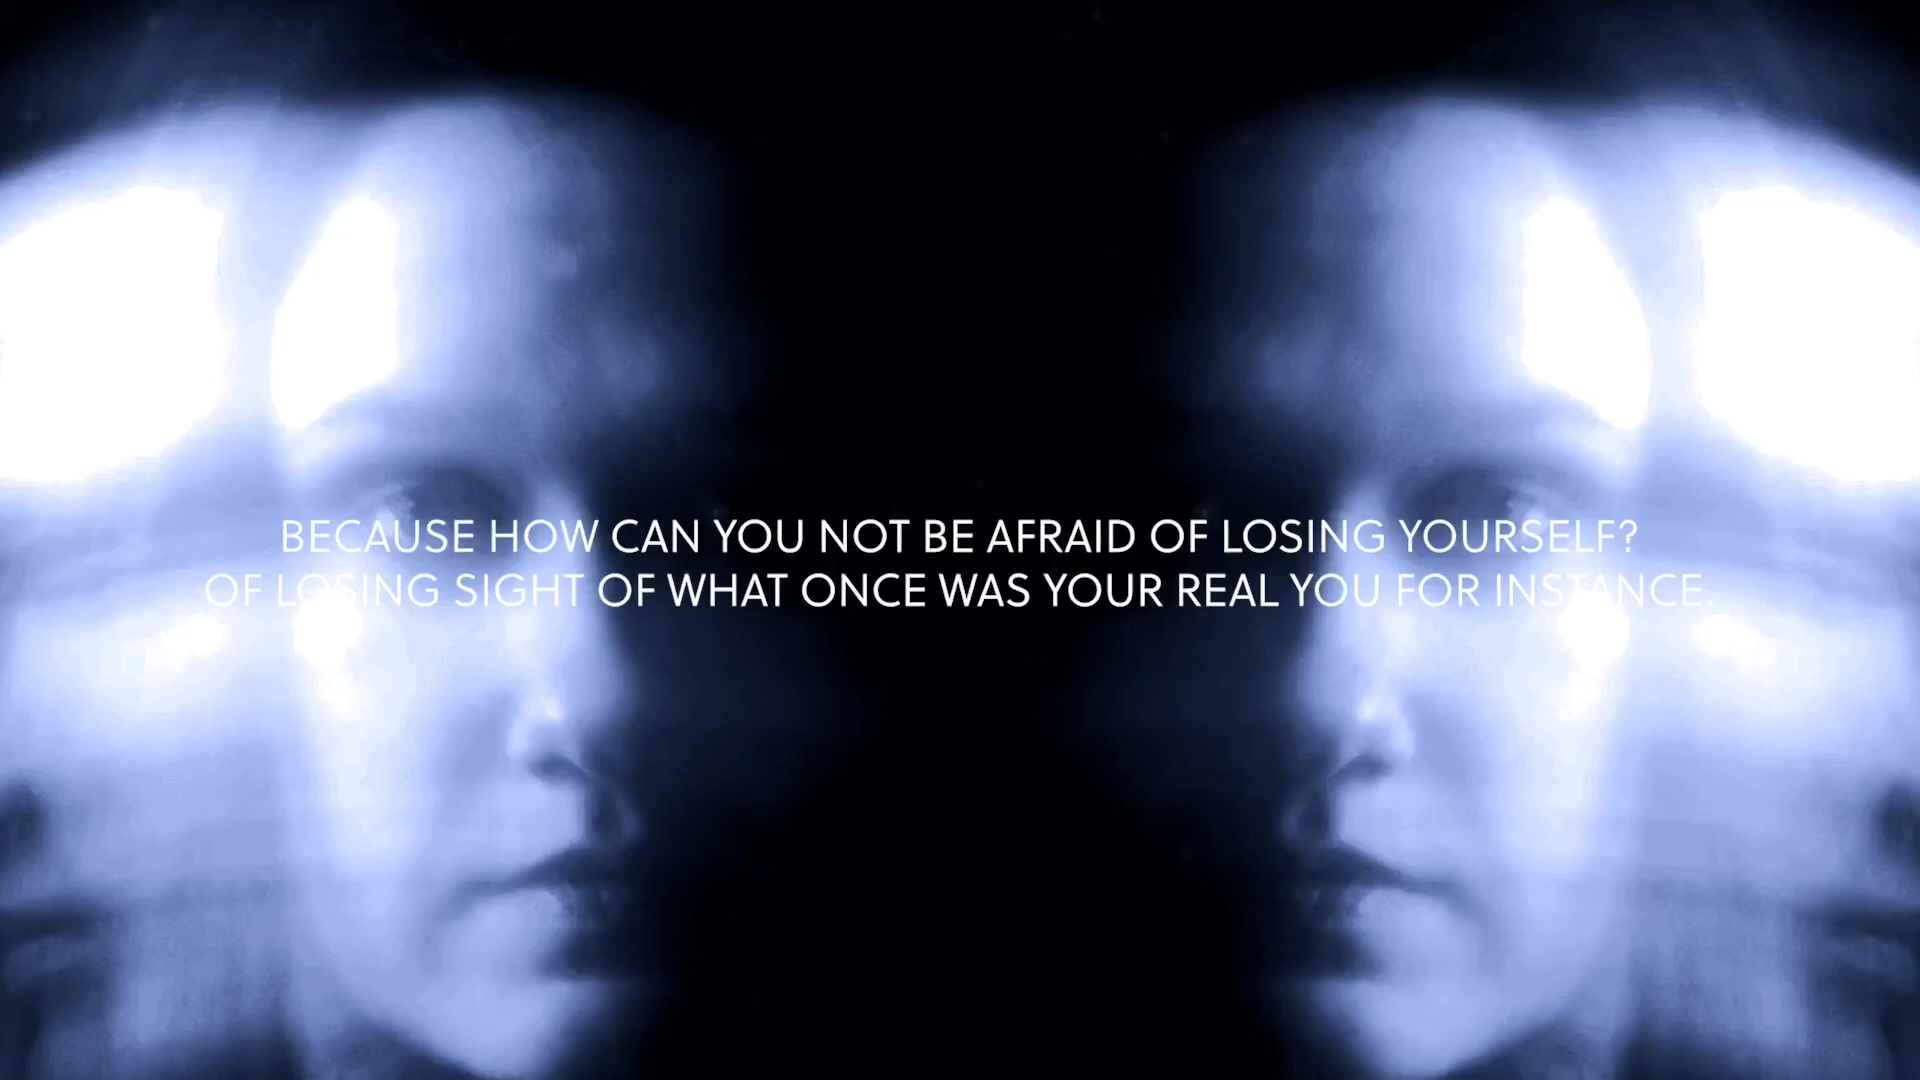 BECAUSE HOW CAN YOU NOT BE AFRAID OF LOSING YOURSELF?
OF LOSING SIGHT OF WHAT ONCE WAS YOUR REAL YOU FOR INSTANCE.